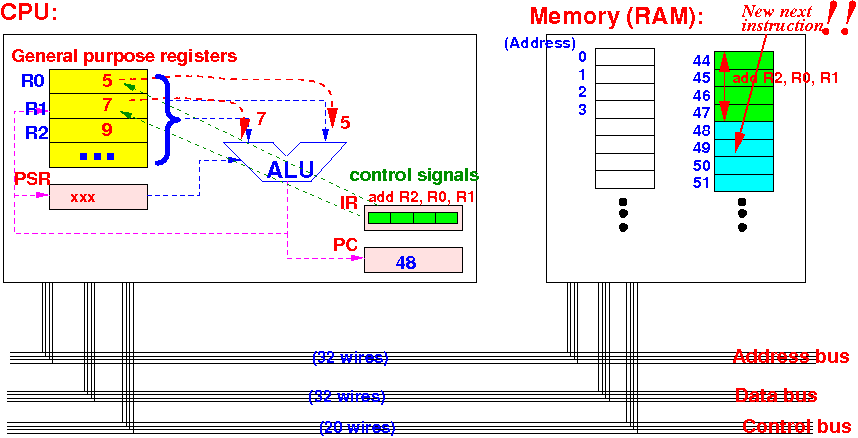 CPU:
General purpose registers
R0 5
R1 7
R2 9
7
5
ALU
PSR
xxx
control signals
IR add R2, R0, R1
PC
48
Memory (RAM):
New next
instruction !!
(Address)
0
1
2
3
44
45 add R2, R0, R1
46
47
48
49
50
51
(32 wires) Address bus
(32 wires) Data bus
(20 wires) Control bus